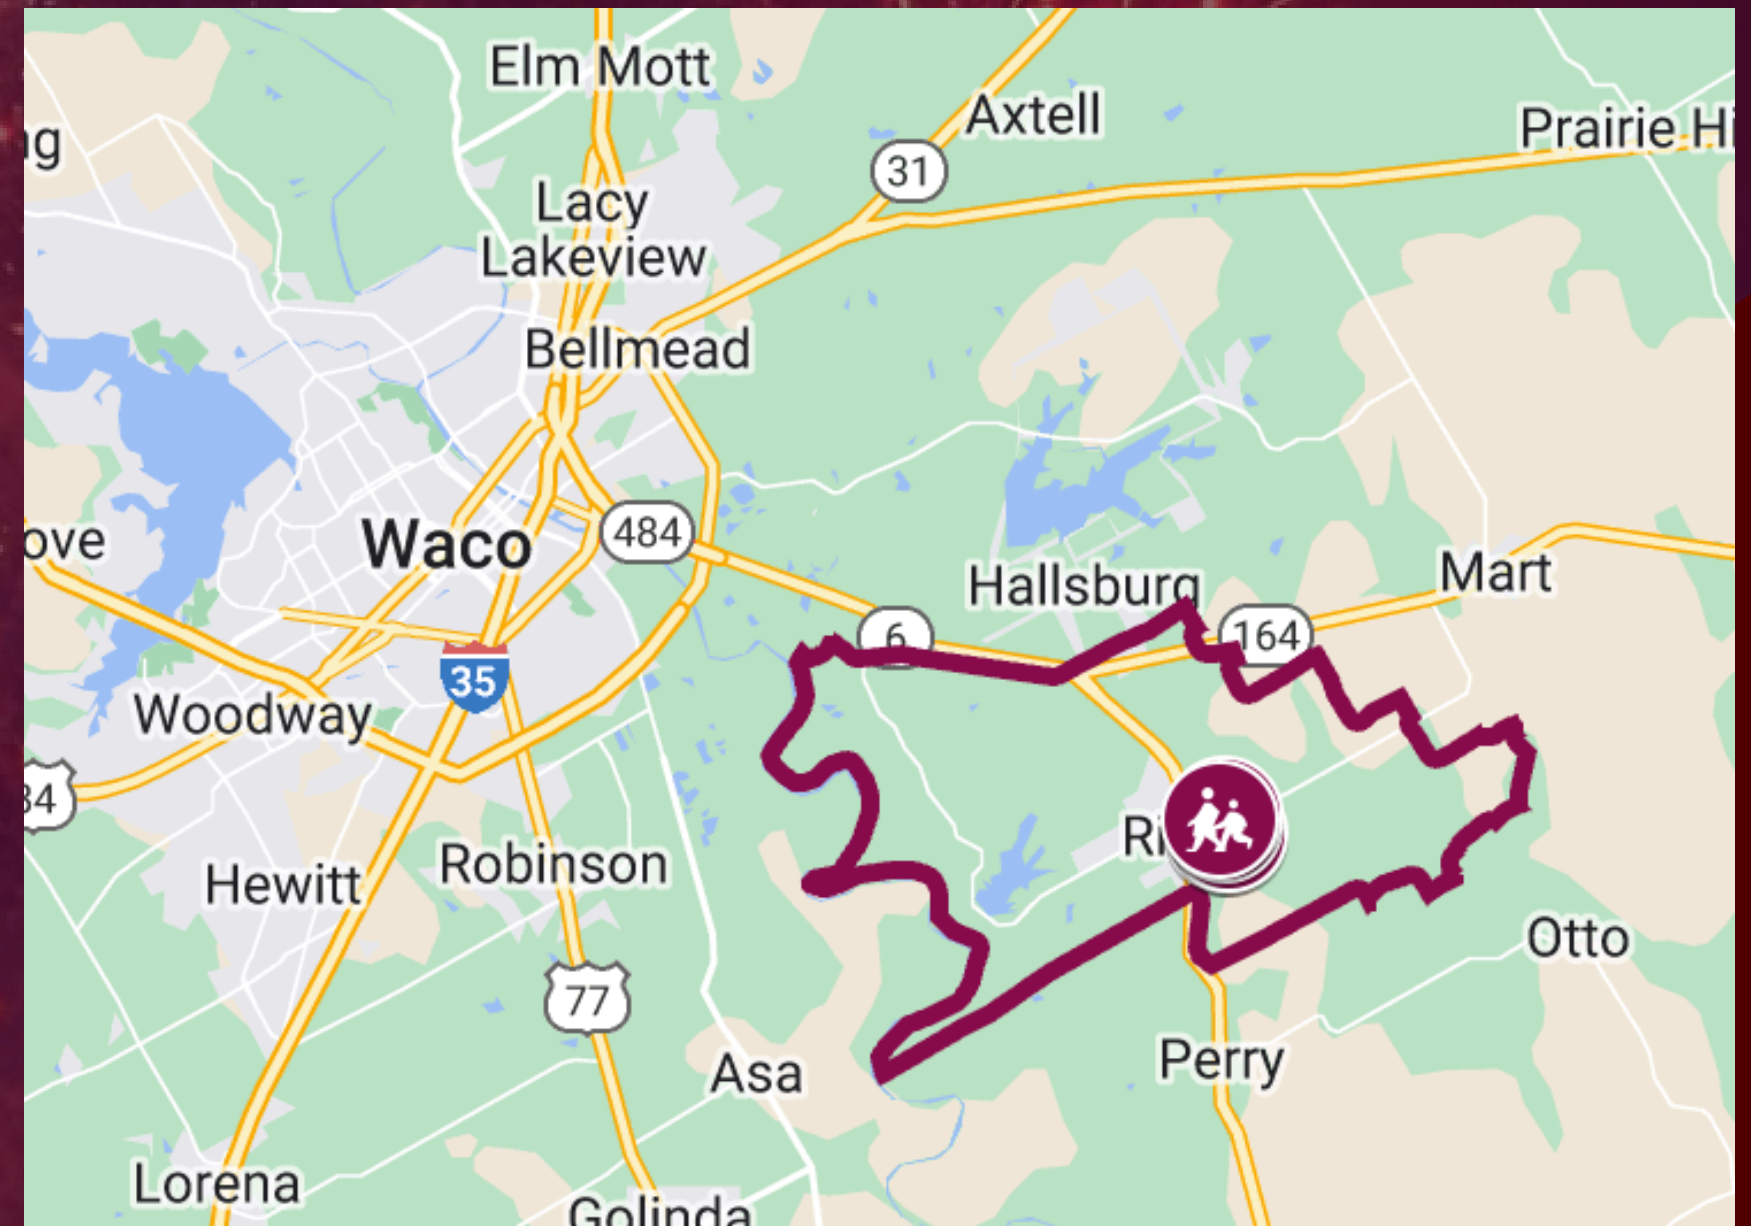 Elm Mott
Axtell
Prairie Hi
ng
31
Lacy
Lakeview
Bellmead
484
Waco
ove
Hallsburg
Mart
6
164
35
Woodway
84
Ri
Robinson
Hewitt
Otto
77
Perry
Asa
Lorena
Golinda